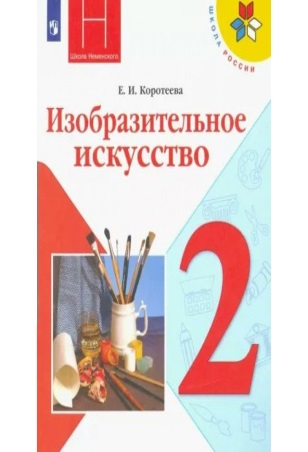 Школа Неменского
ШКОЛА РОССИИ
Е. И. Коротеева
Изобразительное
искусство
2